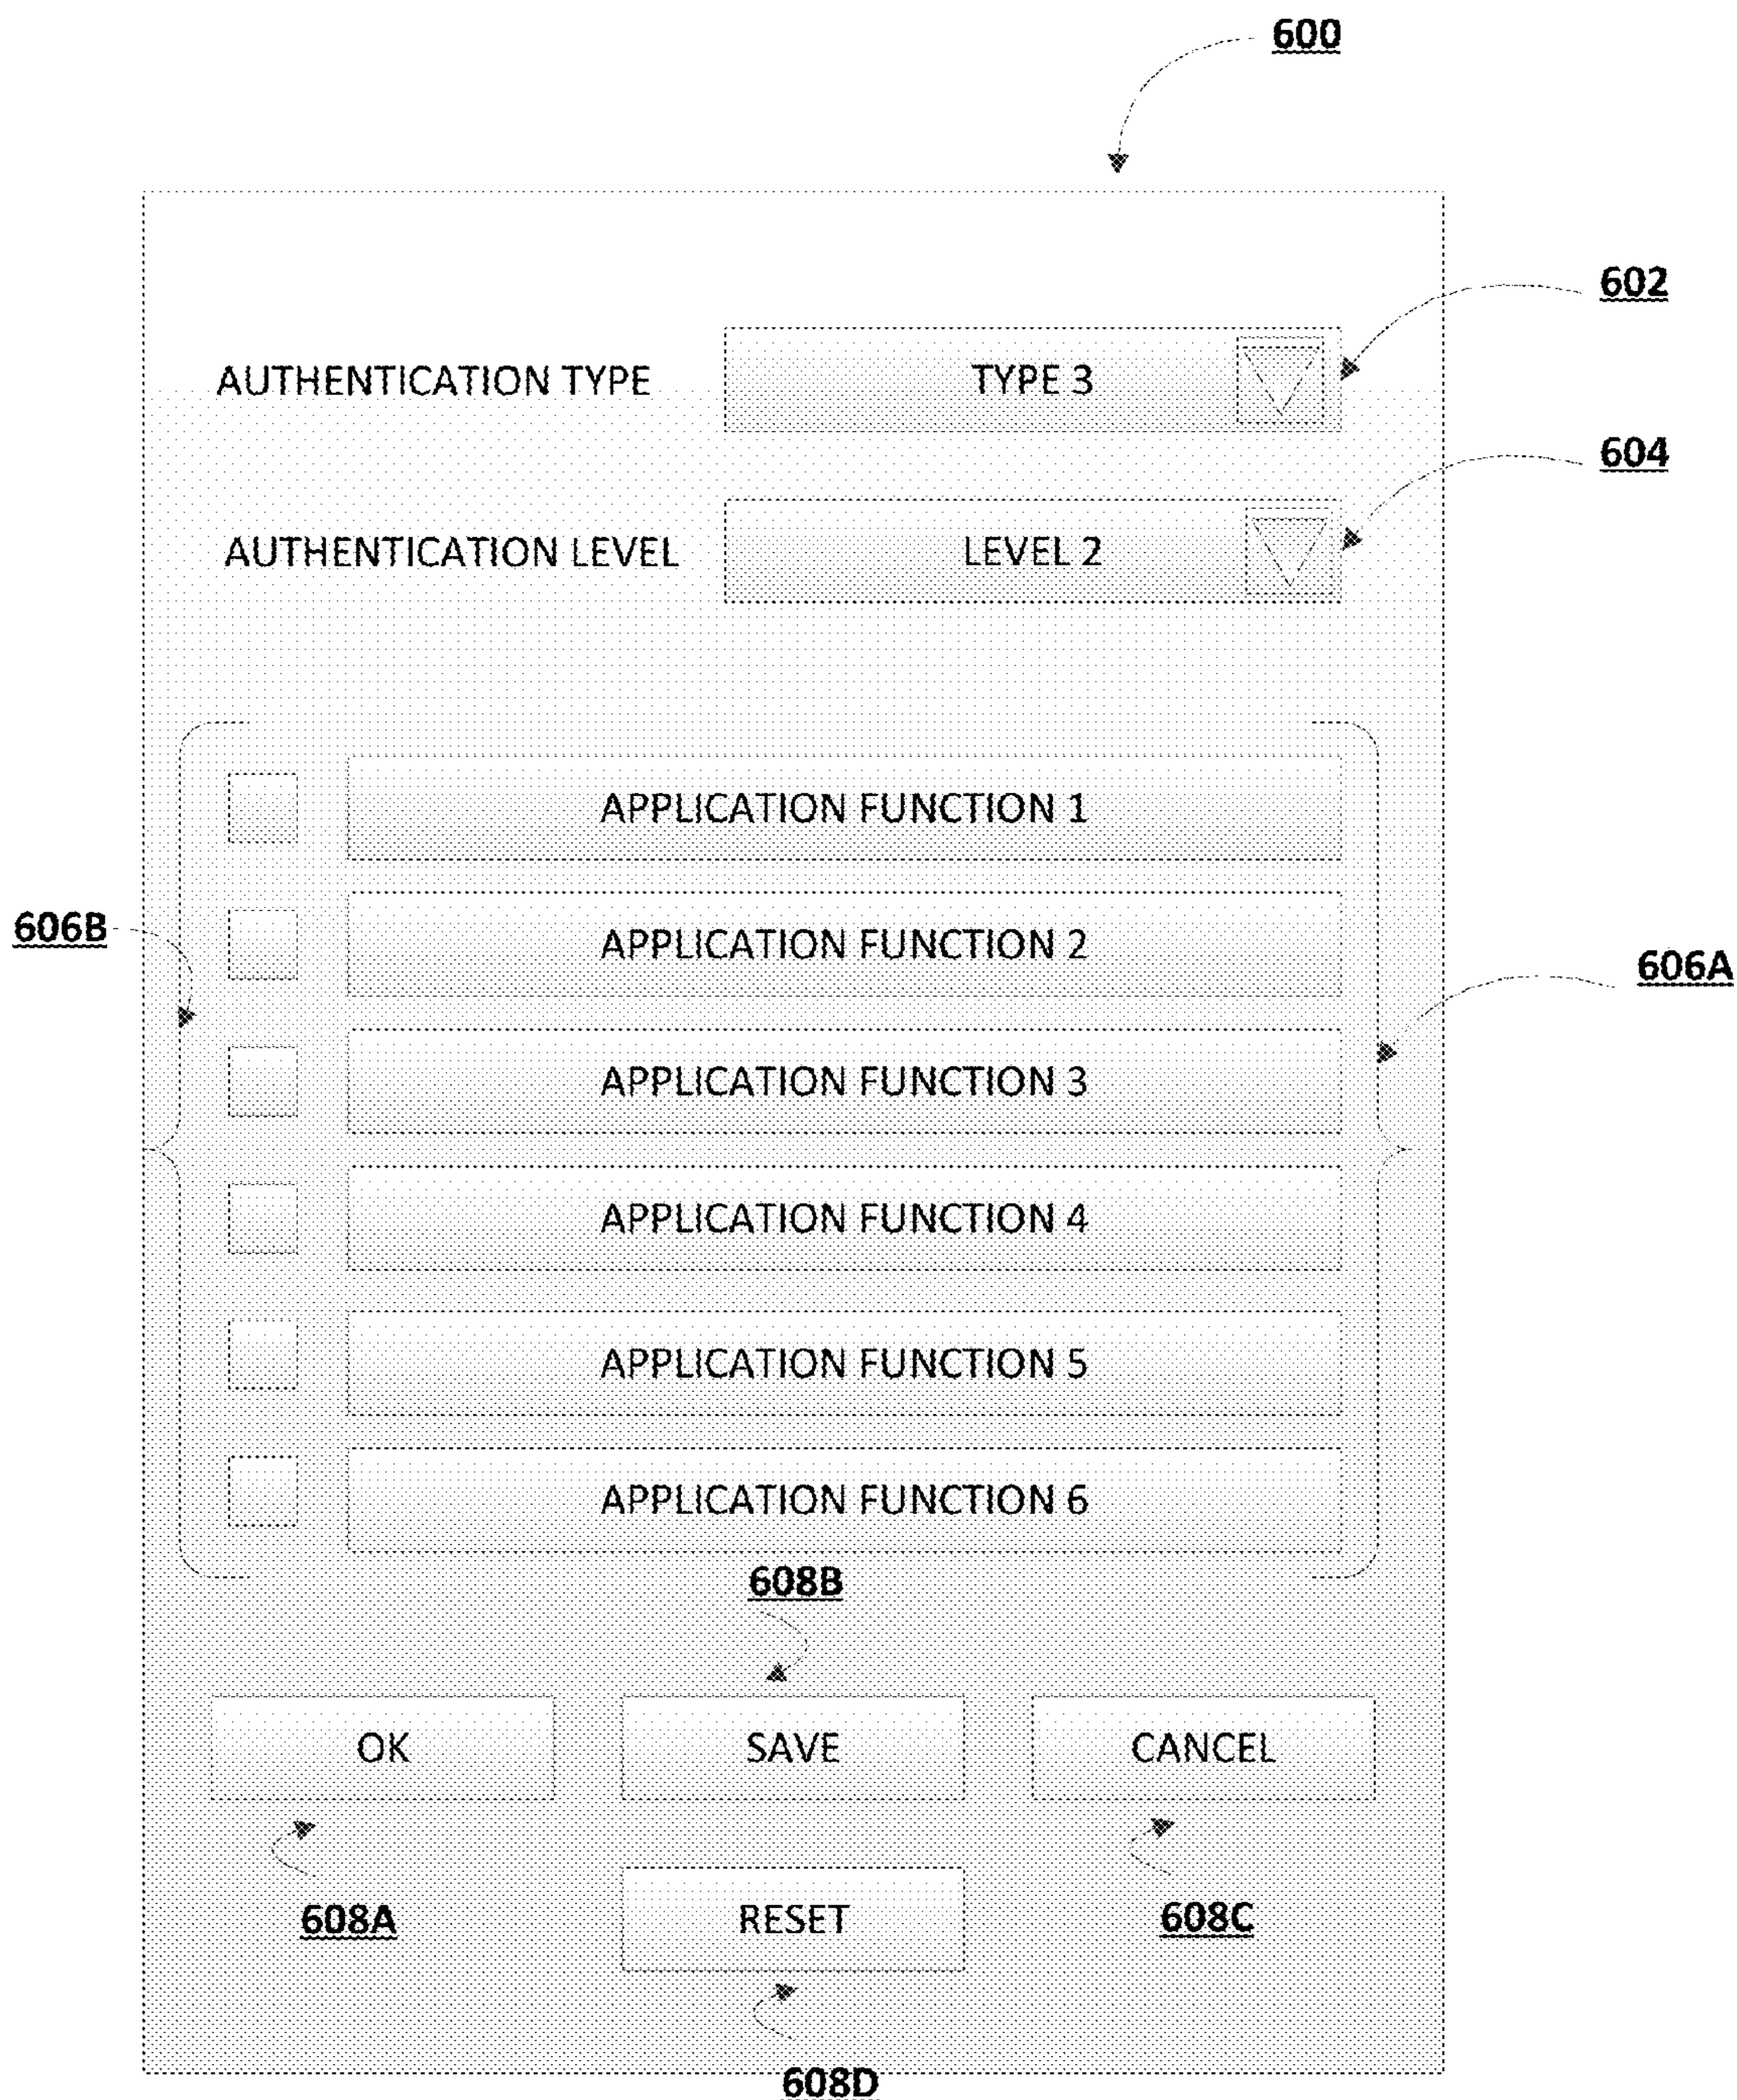 600
602
AUTHENTICATION TYPE TYPE 3
604
AUTHENTICATION LEVEL LEVEL 2
APPLICATION FUNCTION 1
606B
APPLICATION FUNCTION 2
606A
APPLICATION FUNCTION 3
APPLICATION FUNCTION 4
APPLICATION FUNCTION 5
APPLICATION FUNCTION 6
608B
OK SAVE CANCEL
608A RESET 608C
608D